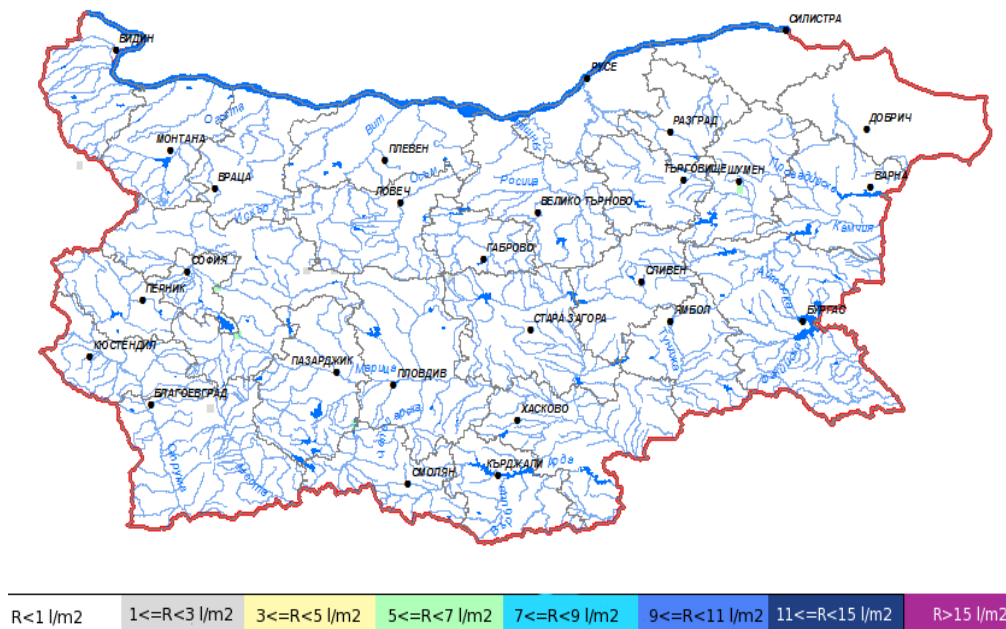 СИЛИСТРА
ВИДИН
РУСЕ
Огоста
Вит
ДОБРИЧ
РАЗГРАД
МОНТАНА
ПЛЕВЕН
ТЪРГОВИЩЕ
ШУМЕН
ВРАЦА
Осъм
Росица
ВАРНА
ЛОВЕЧ
Искър
ВЕЛИКО ТЪРНОВО
Камчия
ГАБРОВО
СОФИЯ
СЛИВЕН
ПЕРНИК
СТАРА ЗАГОРА
ЯМБОЛ
БУРГАС
КЮСТЕНДИЛ
ПАЗАРДЖИК
Марица
ПЛОВДИВ
БЛАГОЕВГРАД
ХАСКОВО
КЪРДЖАЛИ
СМОЛЯН
Струма
Места
R<1 l/m2
1<=R<3 l/m2
3<=R<5 l/m2
5<=R<7 l/m2
7<=R<9 l/m2
9<=R<11 l/m2
11<=R<15 l/m2
R>15 l/m2